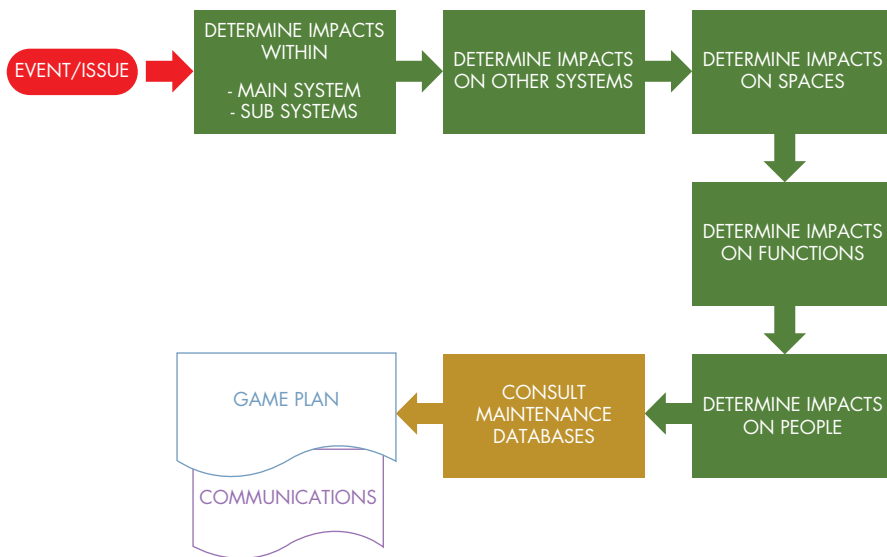 EVENT/ISSUE
DETERMINE IMPACTS
WITHIN
- MAIN SYSTEM
- SUB SYSTEMS
DETERMINE IMPACTS
ON OTHER SYSTEMS
DETERMINE IMPACTS
ON SPACES
DETERMINE IMPACTS
ON FUNCTIONS
DETERMINE IMPACTS
ON PEOPLE
CONSULT
MAINTENANCE
DATABASES
GAME PLAN
COMMUNICATIONS